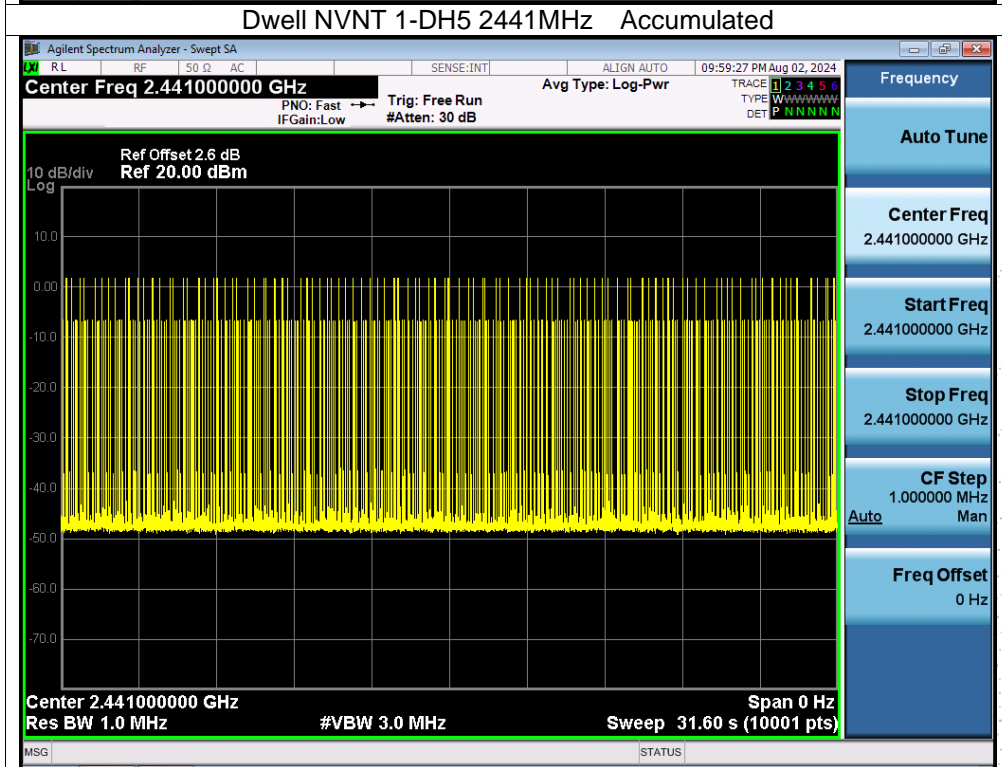 Dwell NVNT 1-DH5 2441MHz Accumulated
Agilent Spectrum Analyzer - Swept SA
LXI RL RF 50 Ω AC SENSE:INT ALIGN AUTO 09:59:27 PM Aug 02, 2024
Center Freq 2.441000000 GHz
PNO: Fast
IFGain:Low
Trig: Free Run
#Atten: 30 dB
Avg Type: Log-Pwr
TRACE 1 2 3 4 5 6
TYPE WWWWWW
DET P NNNNN
Ref Offset 2.6 dB
10 dB/div Ref 20.00 dBm
Log
10.0
0.00
-10.0
-20.0
-30.0
-40.0
-50.0
-60.0
-70.0
Center 2.441000000 GHz Span 0 Hz
Res BW 1.0 MHz #VBW 3.0 MHz Sweep 31.60 s (10001 pts)
MSG STATUS
Frequency
Auto Tune
Center Freq
2.441000000 GHz
Start Freq
2.441000000 GHz
Stop Freq
2.441000000 GHz
CF Step
1.000000 MHz
Auto Man
Freq Offset
0 Hz